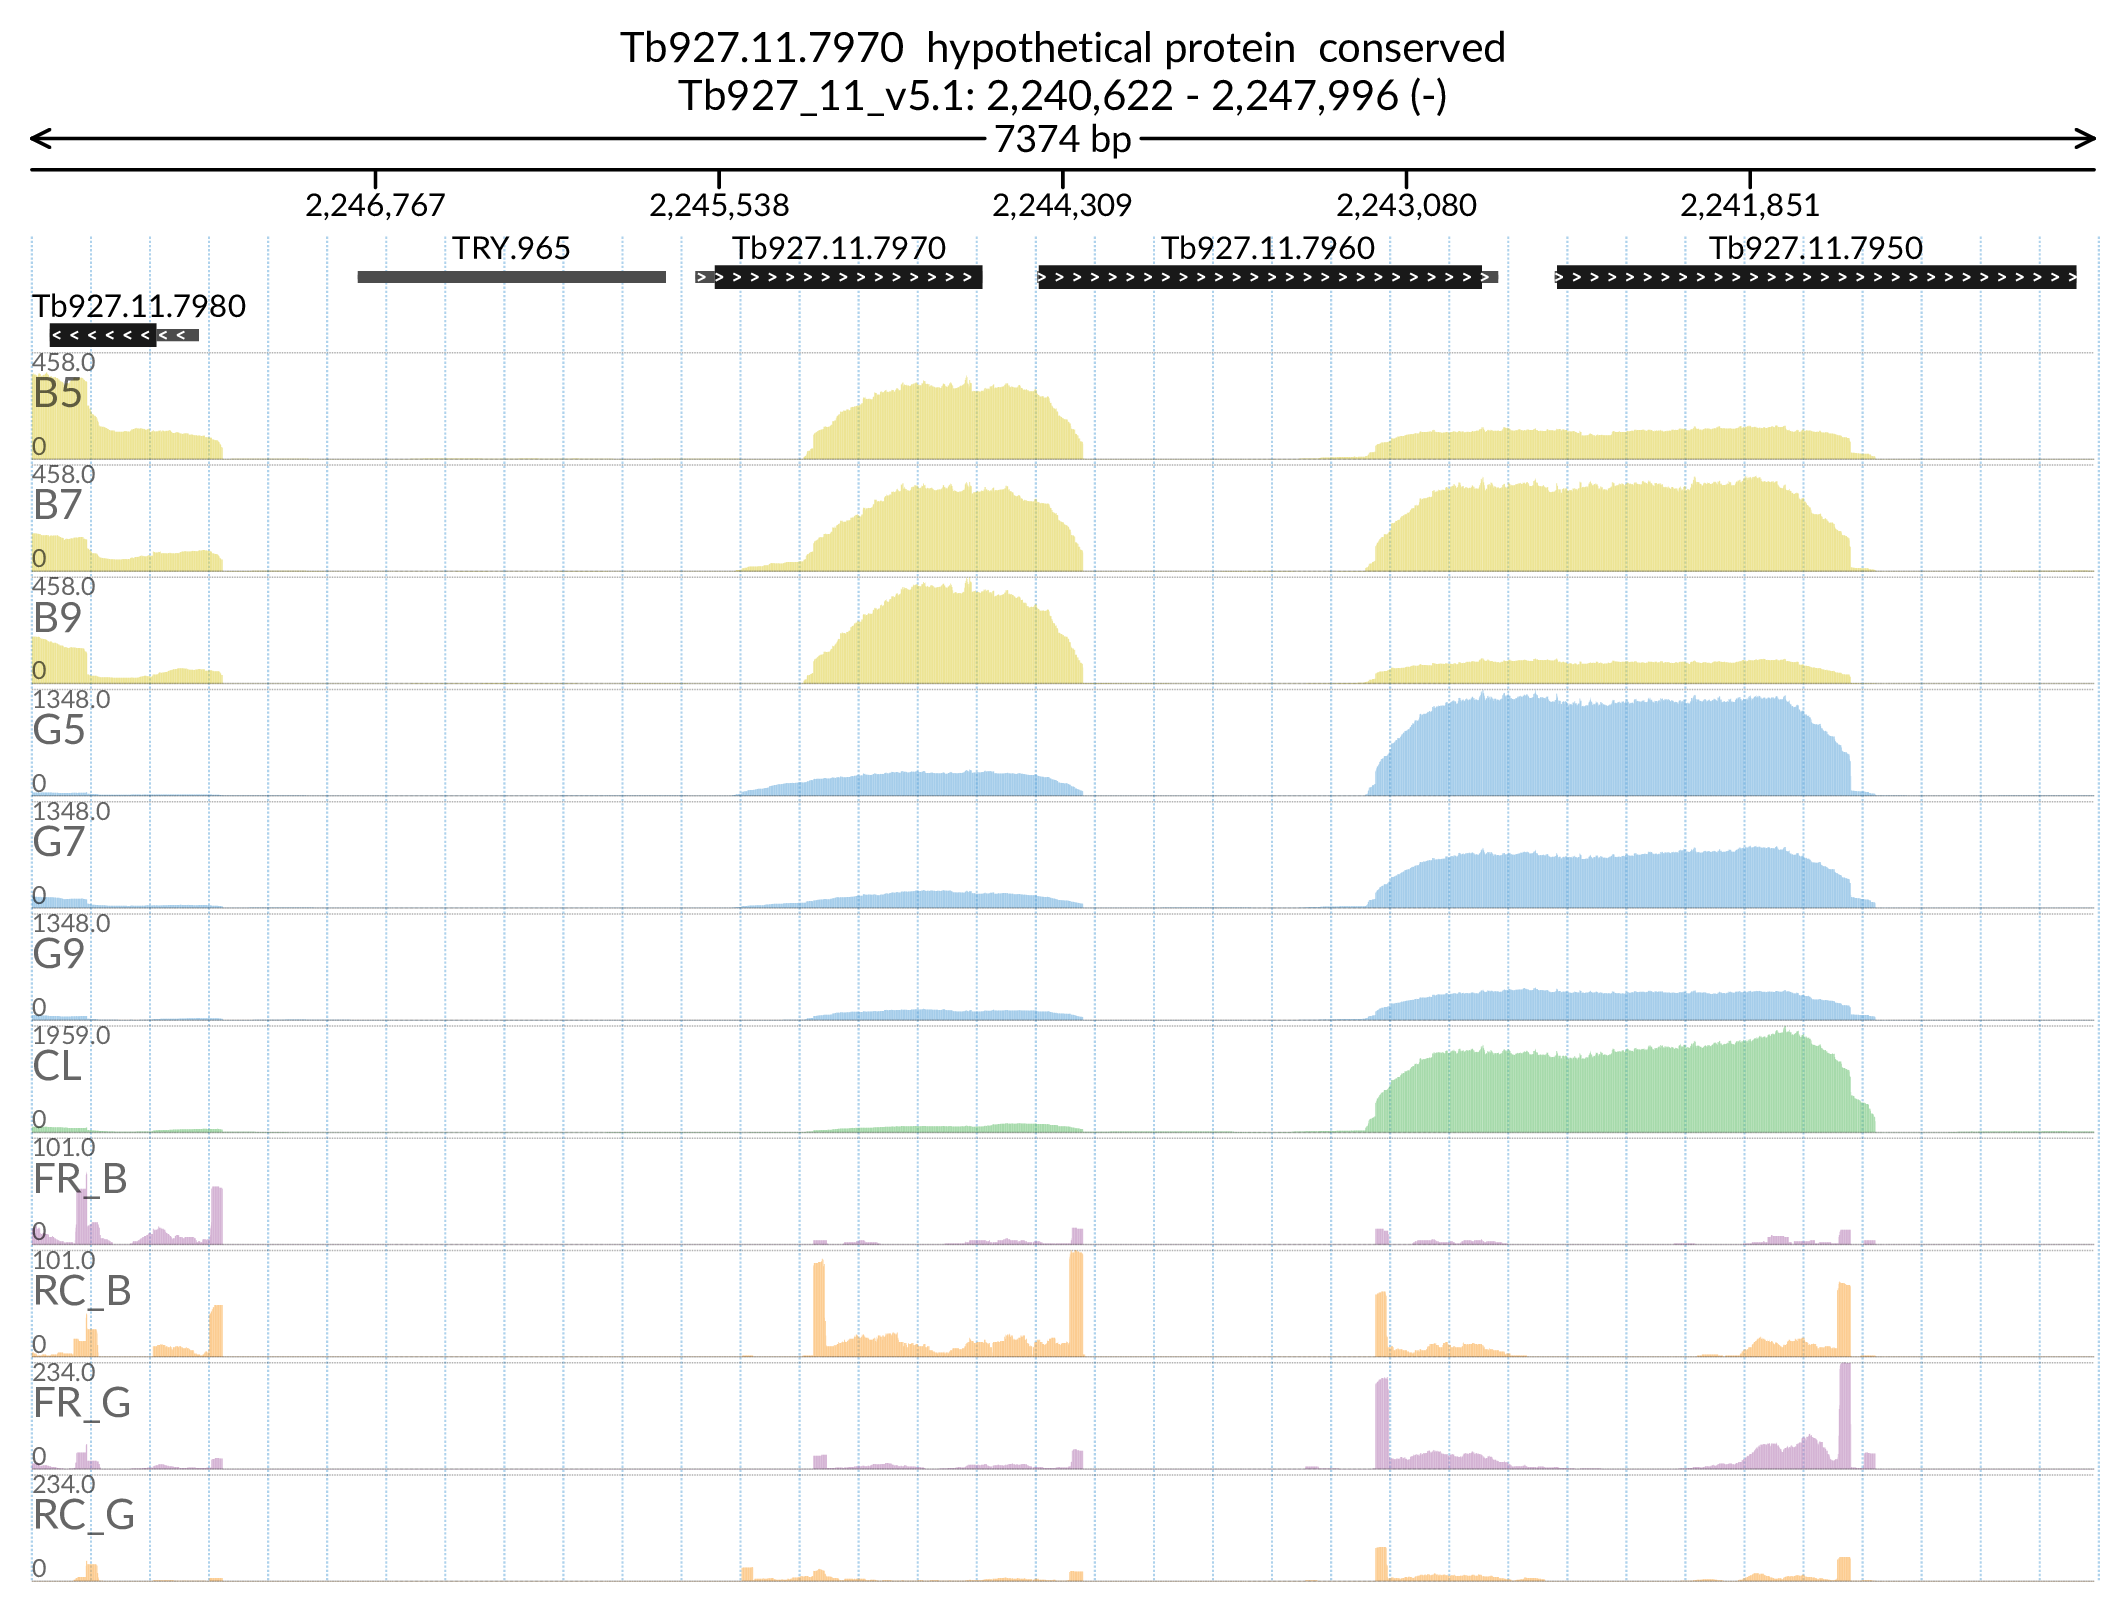 Tb927.11.7970  hypothetical protein  conserved
Tb927_11_v5.1: 2,240,622 - 2,247,996 (-)
7374 bp
2,246,767 2,245,538 2,244,309 2,243,080 2,241,851
TRY.965 Tb927.11.7970 Tb927.11.7960 Tb927.11.7950
Tb927.11.7980
458.0
B5
0
458.0
B7
0
458.0
B9
0
1348.0
G5
0
1348.0
G7
0
1348.0
G9
0
1959.0
CL
0
101.0
FR_B
0
101.0
RC_B
0
234.0
FR_G
0
234.0
RC_G
0